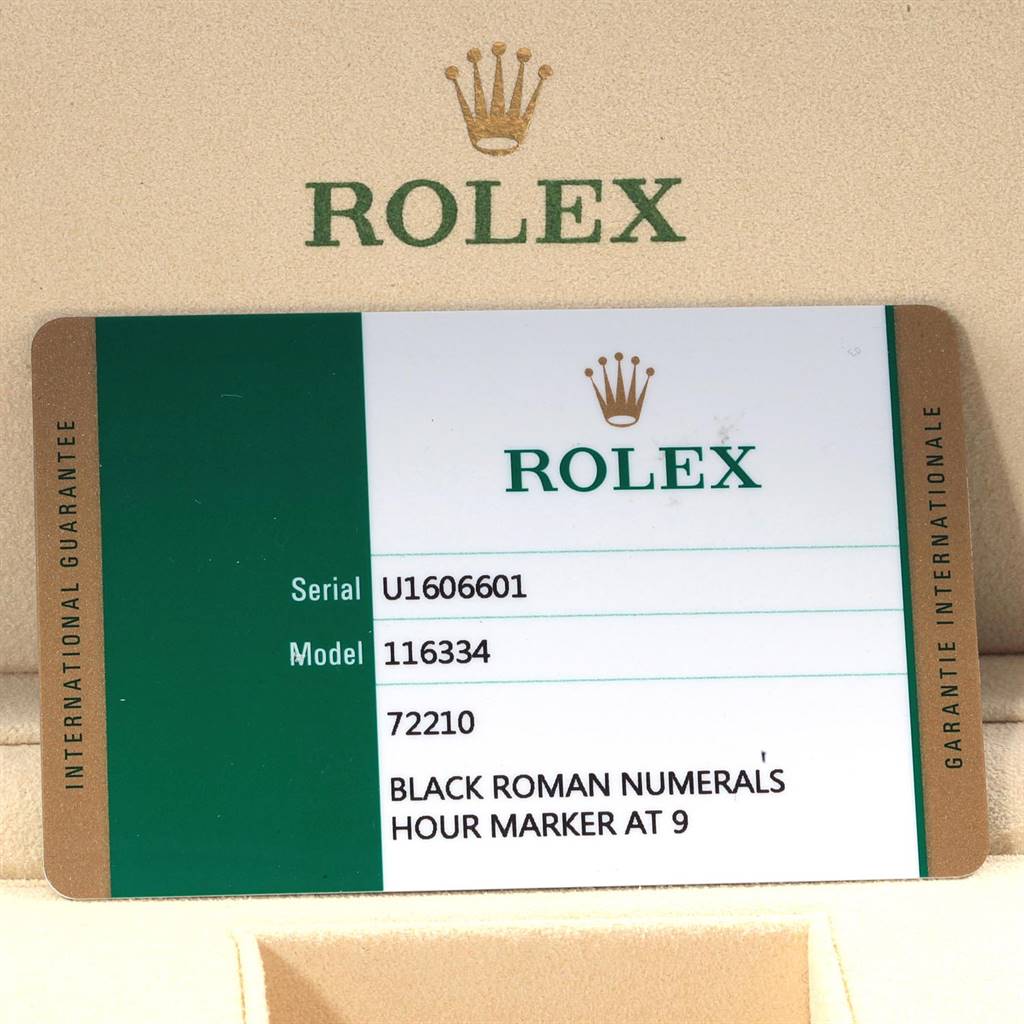 ROLEX
ROLEX
INTERNATIONAL GUARANTEE
Serial U1606601
Model 116334
72210
BLACK ROMAN NUMERALS
HOUR MARKER AT 9
GARANTIE INTERNATIONALE